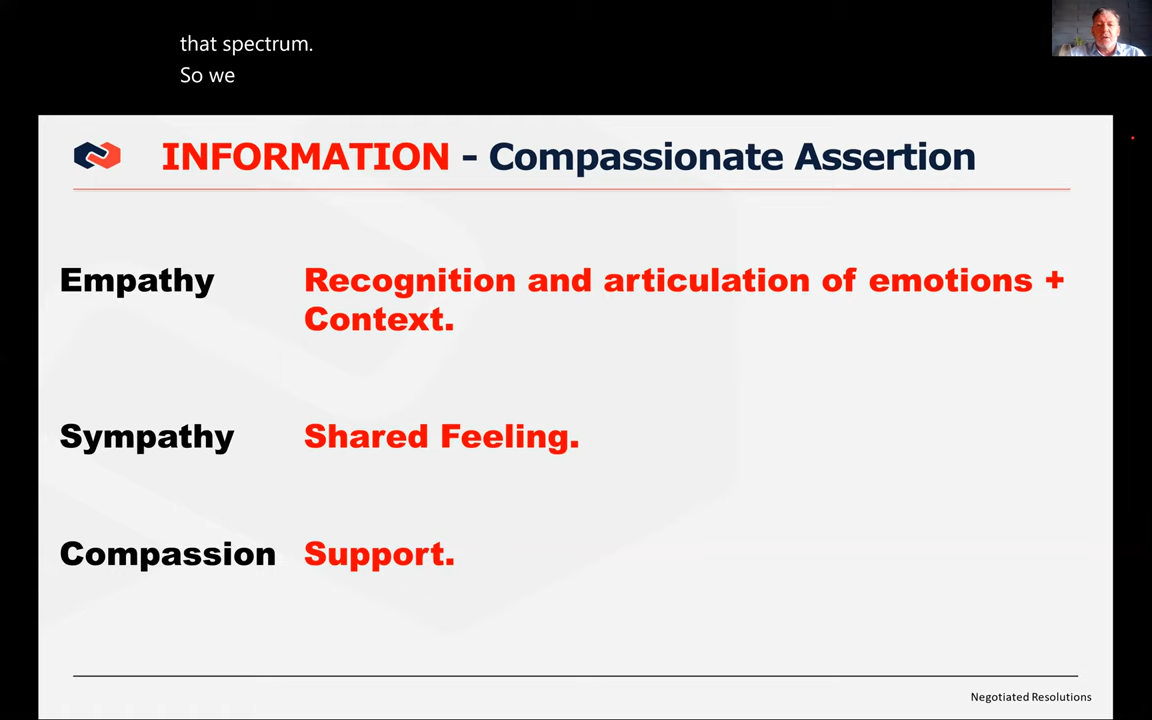 that spectrum.
So we
INFORMATION - Compassionate Assertion
Empathy Recognition and articulation of emotions +
Context.
Sympathy Shared Feeling.
Compassion Support.
Negotiated Resolutions